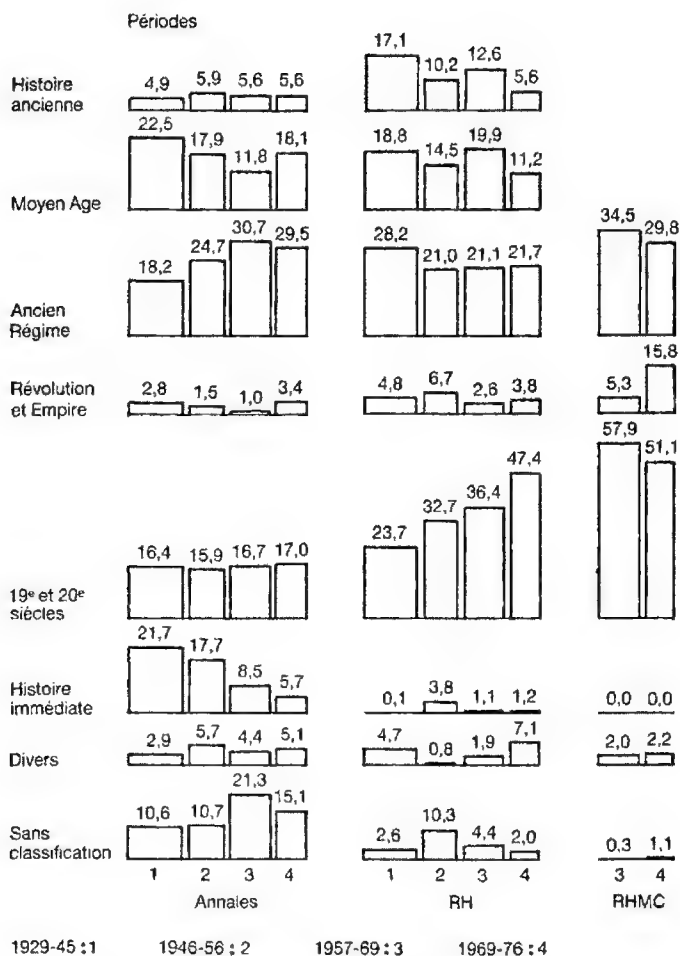 Périodes
Histoire
ancienne
4,9 5,9 5,6 5,6
17,1 10,2 12,6 5,6
Moyen Age
22,5 17,9 11,8 18,1
18,8 14,5 19,9 11,2
Ancien
Régime
18,2 24,7 30,7 29,5
28,2 21,0 21,1 21,7
34,5 29,8
Révolution
et Empire
2,8 1,5 1,0 3,4
4,8 6,7 2,6 3,8
5,3 15,8
19e et 20e
siècles
16,4 15,9 16,7 17,0
23,7 32,7 36,4 47,4
57,9 51,1
Histoire
immédiate
21,7 17,7 8,5 5,7
0,1 3,8 1,1 1,2
0,0 0,0
Divers
2,9 5,7 4,4 5,1
4,7 0,8 1,9 7,1
2,0 2,2
Sans
classification
10,6 10,7 21,3 15,1
2,6 10,3 4,4 2,0
0,3 1,1
1 2 3 4 1 2 3 4 3 4
Annales RH RHMC
1929-45 : 1 1946-56 : 2 1957-69 : 3 1969-76 : 4